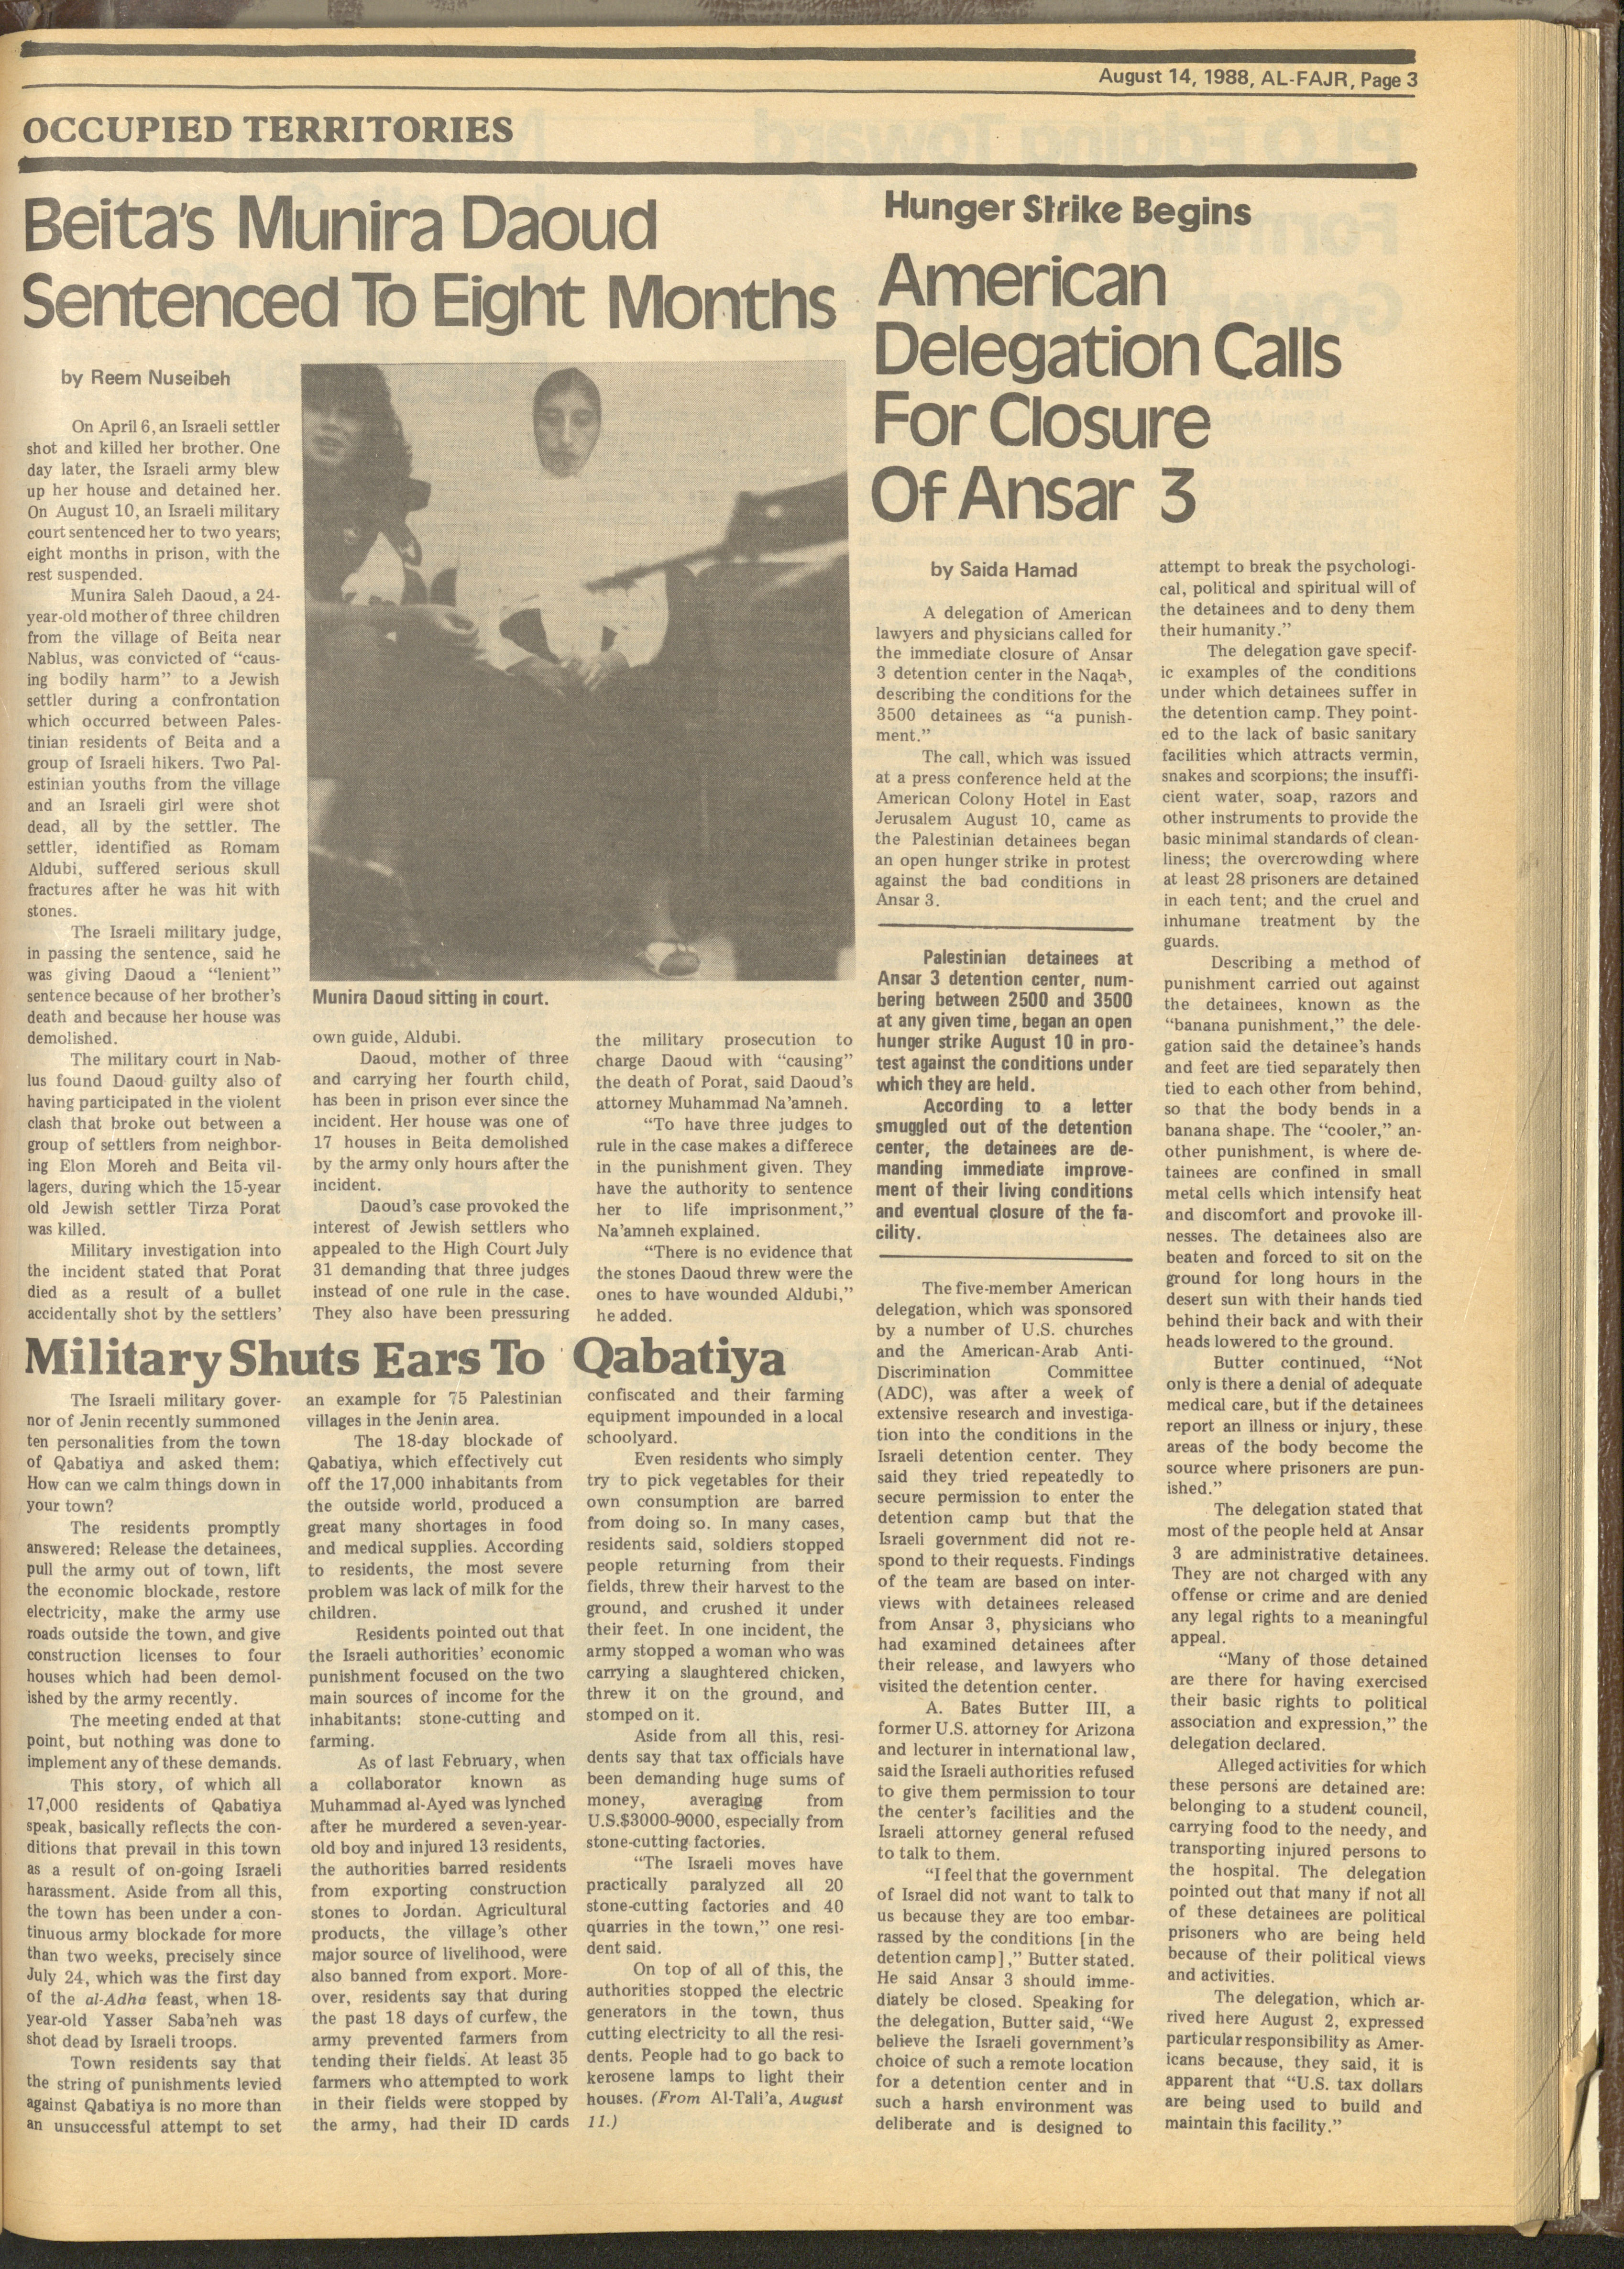 August 14, 1988, AL-FAJR, Page 3
OCCUPIED TERRITORIES
Beita's Munira Daoud
Sentenced To Eight Months
by Reem Nuseibeh
On April 6, an Israeli settler
shot and killed her brother. One
day later, the Israeli army blew
up her house and detained her.
On August 10, an Israeli military
court sentenced her to two years;
eight months in prison, with the
rest suspended.
Munira Saleh Daoud, a 24-
year-old mother of three children
from the village of Beita near
Nablus, was convicted of “caus-
ing bodily harm” to a Jewish
settler during a confrontation
which occurred between Pales-
tinian residents of Beita and a
group of Israeli hikers. Two Pal-
estinian youths from the village
and an Israeli girl were shot
dead, all by the settler. The
settler, identified as Romam
Aldubi, suffered serious skull
fractures after he was hit with
stones.
The Israeli military judge,
in passing the sentence, said he
was giving Daoud a “lenient”
sentence because of her brother's
death and because her house was
demolished.
The military court in Nab-
lus found Daoud guilty also of
having participated in the violent
clash that broke out between a
group of settlers from neighbor-
ing Elon Moreh and Beita vil-
lagers, during which the 15-year
old Jewish settler Tirza Porat
was killed.
Military investigation into
the incident stated that Porat
died as a result of a bullet
accidentally shot by the settlers'
Munira Daoud sitting in court.
own guide, Aldubi.
Daoud, mother of three
and carrying her fourth child,
has been in prison ever since the
incident. Her house was one of
17 houses in Beita demolished
by the army only hours after the
incident.
Daoud's case provoked the
interest of Jewish settlers who
appealed to the High Court July
31 demanding that three judges
instead of one rule in the case.
They also have been pressuring
the military prosecution to
charge Daoud with “causing”
the death of Porat, said Daoud's
attorney Muhammad Na'amneh.
“To have three judges to
rule in the case makes a differece
in the punishment given. They
have the authority to sentence
her to life imprisonment,”
Na'amneh explained.
“There is no evidence that
the stones Daoud threw were the
ones to have wounded Aldubi,”
he added.
Hunger Strike Begins
American
Delegation Calls
For Closure
Of Ansar 3
by Saida Hamad
A delegation of American
lawyers and physicians called for
the immediate closure of Ansar
3 detention center in the Naqab,
describing the conditions for the
3500 detainees as “a punish-
ment.”
The call, which was issued
at a press conference held at the
American Colony Hotel in East
Jerusalem August 10, came as
the Palestinian detainees began
an open hunger strike in protest
against the bad conditions in
Ansar 3.
Palestinian detainees at
Ansar 3 detention center, num-
bering between 2500 and 3500
at any given time, began an open
hunger strike August 10 in pro-
test against the conditions under
which they are held.
According to a letter
smuggled out of the detention
center, the detainees are de-
manding immediate improve-
ment of their living conditions
and eventual closure of the fa-
cility.
The five-member American
delegation, which was sponsored
by a number of U.S. churches
and the American-Arab Anti-
Discrimination Committee
(ADC), was after a week of
extensive research and investiga-
tion into the conditions in the
Israeli detention center. They
said they tried repeatedly to
secure permission to enter the
detention camp but that the
Israeli government did not re-
spond to their requests. Findings
of the team are based on inter-
views with detainees released
from Ansar 3, physicians who
had examined detainees after
their release, and lawyers who
visited the detention center.
A. Bates Butter III, a
former U.S. attorney for Arizona
and lecturer in international law,
said the Israeli authorities refused
to give them permission to tour
the center's facilities and the
Israeli attorney general refused
to talk to them.
“I feel that the government
of Israel did not want to talk to
us because they are too embar-
rassed by the conditions [in the
detention camp],” Butter stated.
He said Ansar 3 should imme-
diately be closed. Speaking for
the delegation, Butter said, “We
believe the Israeli government's
choice of such a remote location
for a detention center and in
such a harsh environment was
deliberate and is designed to
attempt to break the psychologi-
cal, political and spiritual will of
the detainees and to deny them
their humanity.”
The delegation gave specif-
ic examples of the conditions
under which detainees suffer in
the detention camp. They point-
ed to the lack of basic sanitary
facilities which attracts vermin,
snakes and scorpions; the insuffi-
cient water, soap, razors and
other instruments to provide the
basic minimal standards of clean-
liness; the overcrowding where
at least 28 prisoners are detained
in each tent; and the cruel and
inhumane treatment by the
guards.
Describing a method of
punishment carried out against
the detainees, known as the
“banana punishment,” the dele-
gation said the detainee's hands
and feet are tied separately then
tied to each other from behind,
so that the body bends in a
banana shape. The “cooler,” an-
other punishment, is where de-
tainees are confined in small
metal cells which intensify heat
and discomfort and provoke ill-
nesses. The detainees also are
beaten and forced to sit on the
ground for long hours in the
desert sun with their hands tied
behind their back and with their
heads lowered to the ground.
Butter continued, “Not
only is there a denial of adequate
medical care, but if the detainees
report an illness or injury, these
areas of the body become the
source where prisoners are pun-
ished.”
The delegation stated that
most of the people held at Ansar
3 are administrative detainees.
They are not charged with any
offense or crime and are denied
any legal rights to a meaningful
appeal.
“Many of those detained
are there for having exercised
their basic rights to political
association and expression,” the
delegation declared.
Alleged activities for which
these persons are detained are:
belonging to a student council,
carrying food to the needy, and
transporting injured persons to
the hospital. The delegation
pointed out that many if not all
of these detainees are political
prisoners who are being held
because of their political views
and activities.
The delegation, which ar-
rived here August 2, expressed
particular responsibility as Amer-
icans because, they said, it is
apparent that “U.S. tax dollars
are being used to build and
maintain this facility.”
Military Shuts Ears To Qabatiya
The Israeli military gover-
nor of Jenin recently summoned
ten personalities from the town
of Qabatiya and asked them:
How can we calm things down in
your town?
The residents promptly
answered: Release the detainees,
pull the army out of town, lift
the economic blockade, restore
electricity, make the army use
roads outside the town, and give
construction licenses to four
houses which had been demol-
ished by the army recently.
The meeting ended at that
point, but nothing was done to
implement any of these demands.
This story, of which all
17,000 residents of Qabatiya
speak, basically reflects the con-
ditions that prevail in this town
as a result of on-going Israeli
harassment. Aside from all this,
the town has been under a con-
tinuous army blockade for more
than two weeks, precisely since
July 24, which was the first day
of the al-Adha feast, when 18-
year-old Yasser Saba'neh was
shot dead by Israeli troops.
Town residents say that
the string of punishments levied
against Qabatiya is no more than
an unsuccessful attempt to set
an example for 75 Palestinian
villages in the Jenin area.
The 18-day blockade of
Qabatiya, which effectively cut
off the 17,000 inhabitants from
the outside world, produced a
great many shortages in food
and medical supplies. According
to residents, the most severe
problem was lack of milk for the
children.
Residents pointed out that
the Israeli authorities' economic
punishment focused on the two
main sources of income for the
inhabitants: stone-cutting and
farming.
As of last February, when
a collaborator known as
Muhammad al-Ayed was lynched
after he murdered a seven-year-
old boy and injured 13 residents,
the authorities barred residents
from exporting construction
stones to Jordan. Agricultural
products, the village's other
major source of livelihood, were
also banned from export. More-
over, residents say that during
the past 18 days of curfew, the
army prevented farmers from
tending their fields. At least 35
farmers who attempted to work
in their fields were stopped by
the army, had their ID cards
confiscated and their farming
equipment impounded in a local
schoolyard.
Even residents who simply
try to pick vegetables for their
own consumption are barred
from doing so. In many cases,
residents said, soldiers stopped
people returning from their
fields, threw their harvest to the
ground, and crushed it under
their feet. In one incident, the
army stopped a woman who was
carrying a slaughtered chicken,
threw it on the ground, and
stomped on it.
Aside from all this, resi-
dents say that tax officials have
been demanding huge sums of
money, averaging from
U.S.$3000-9000, especially from
stone-cutting factories.
“The Israeli moves have
practically paralyzed all 20
stone-cutting factories and 40
quarries in the town,” one resi-
dent said.
On top of all of this, the
authorities stopped the electric
generators in the town, thus
cutting electricity to all the resi-
dents. People had to go back to
kerosene lamps to light their
houses. (From Al-Tali'a, August
11.)